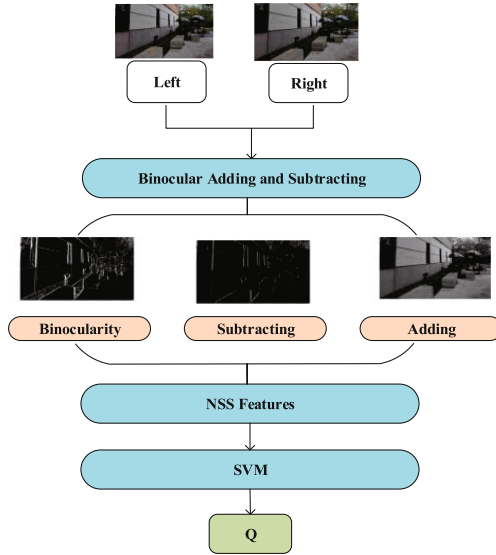 Left
Right
Binocular Adding and Subtracting
Binocularity
Subtracting
Adding
NSS Features
SVM
Q